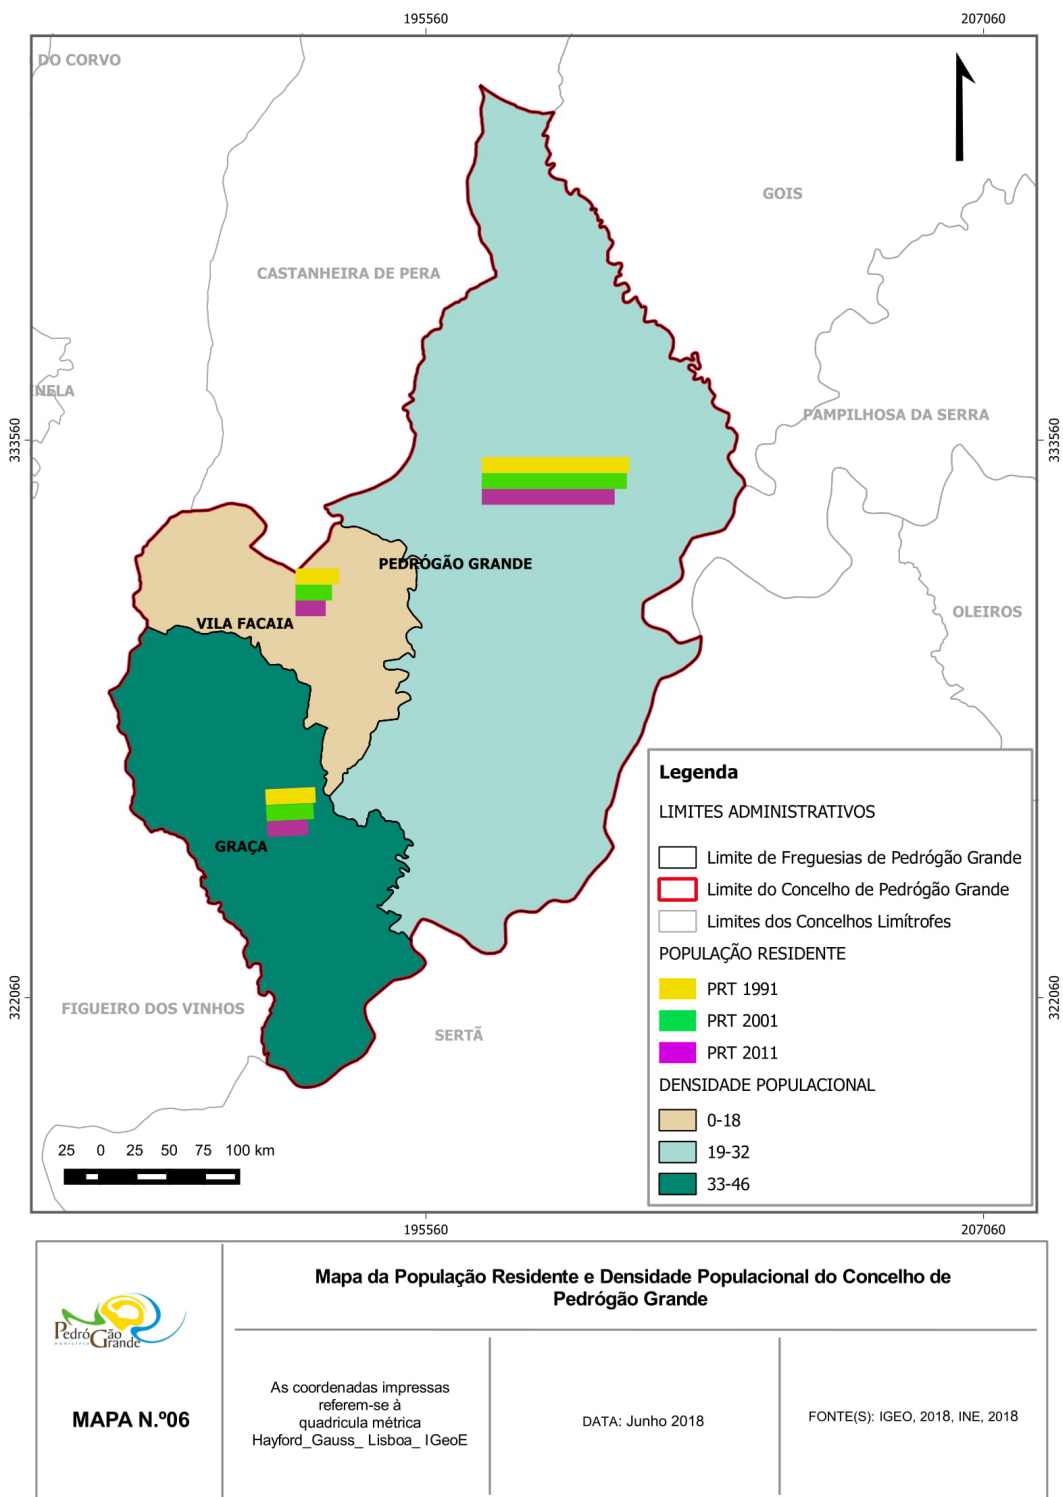 195560
207060
DO CORVO
GOIS
CASTANHEIRA DE PERA
ENELA
PAMPILHOSA DA SERRA
333560
333560
PEDRÓGÃO GRANDE
OLEIROS
VILA FACAIA
GRAÇA
FIGUEIRO DOS VINHOS
SERTÃ
322060
322060
Legenda
LIMITES ADMINISTRATIVOS
Limite de Freguesias de Pedrógão Grande
Limite do Concelho de Pedrógão Grande
Limites dos Concelhos Limítrofes
POPULAÇÃO RESIDENTE
PRT 1991
PRT 2001
PRT 2011
DENSIDADE POPULACIONAL
0-18
19-32
33-46
25 0 25 50 75 100 km
195560
207060
Mapa da População Residente e Densidade Populacional do Concelho de
Pedrógão Grande
Pedrógão
Grande
MUNICÍPIO
MAPA N.º06
As coordenadas impressas
referem-se à
quadricula métrica
Hayford_Gauss_ Lisboa_ IGeoE
DATA: Junho 2018
FONTE(S): IGEO, 2018, INE, 2018